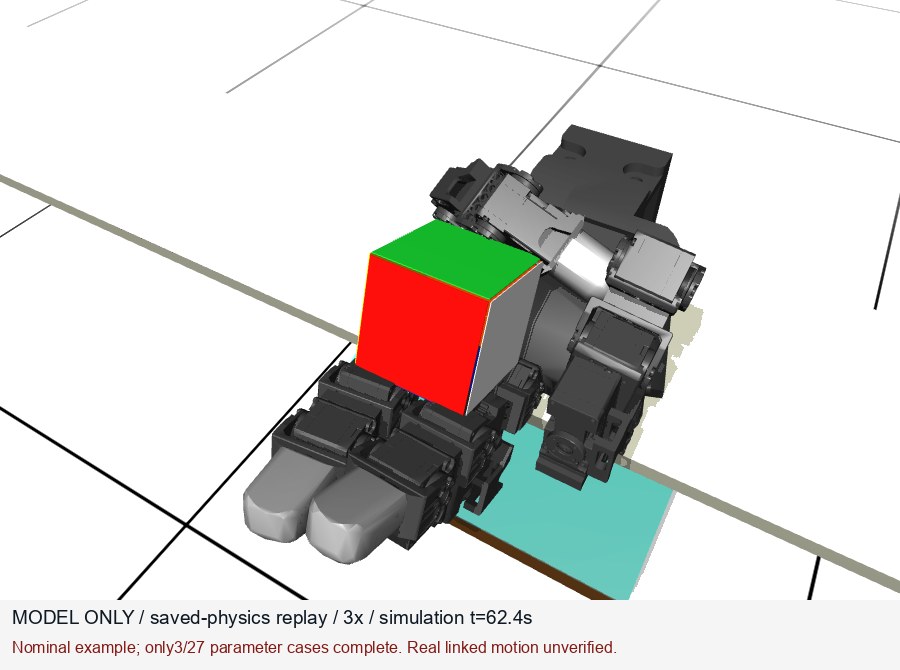 MODEL ONLY / saved-physics replay / 3x / simulation t=62.4s
Nominal example; only3/27 parameter cases complete. Real linked motion unverified.